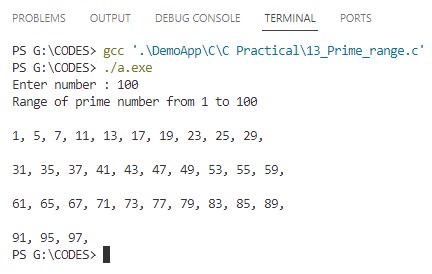 PROBLEMS OUTPUT DEBUG CONSOLE TERMINAL PORTS
PS G:\CODES> gcc '.\DemoApp\C\C Practical\13_Prime_range.c'
PS G:\CODES> ./a.exe
Enter number : 100
Range of prime number from 1 to 100
1, 5, 7, 11, 13, 17, 19, 23, 25, 29,
31, 35, 37, 41, 43, 47, 49, 53, 55, 59,
61, 65, 67, 71, 73, 77, 79, 83, 85, 89,
91, 95, 97,
PS G:\CODES>